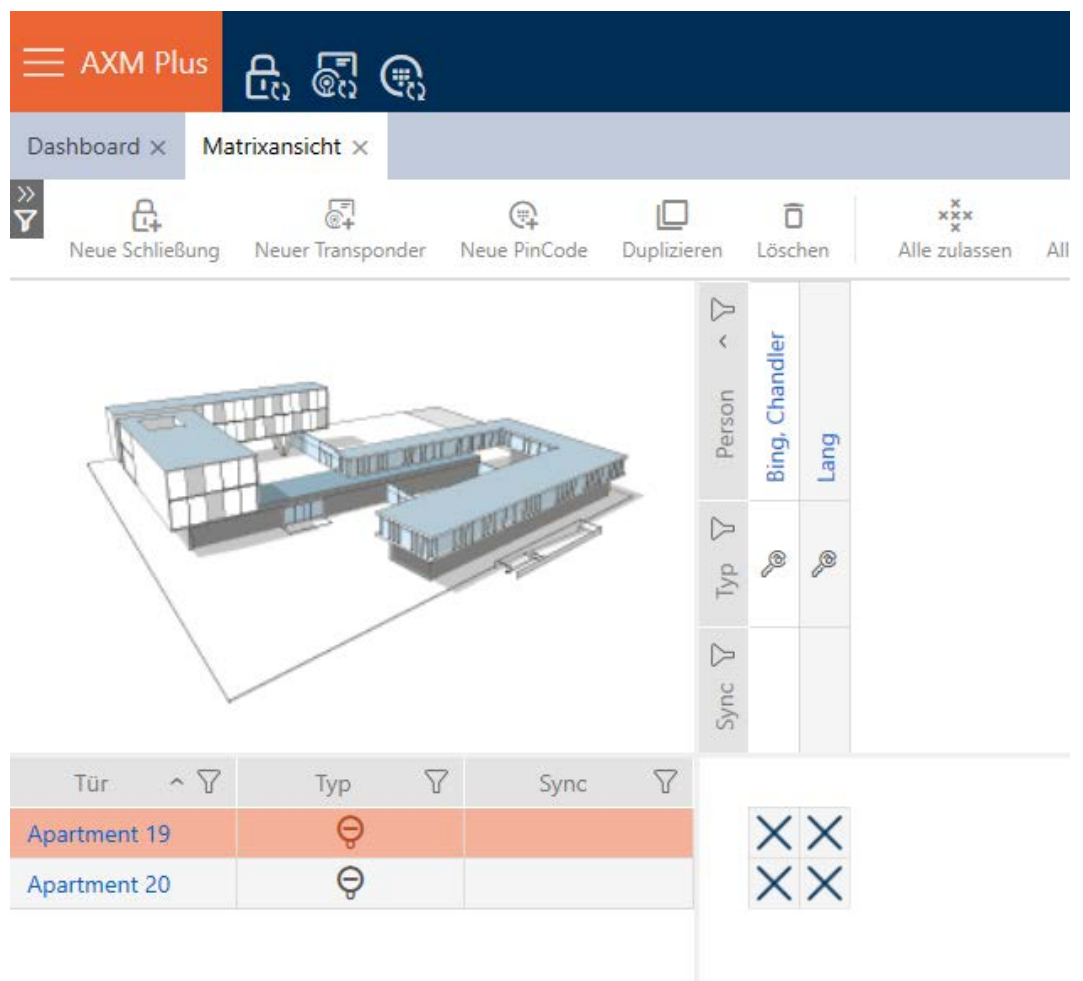 AXM Plus
Dashboard ×
Matrixansicht ×
Neue Schließung
Neuer Transponder
Neue PinCode
Duplizieren
Löschen
Alle zulassen
All
Person
Bing, Chandler
Lang
Typ
Sync
Tür
Typ
Sync
Apartment 19
Apartment 20